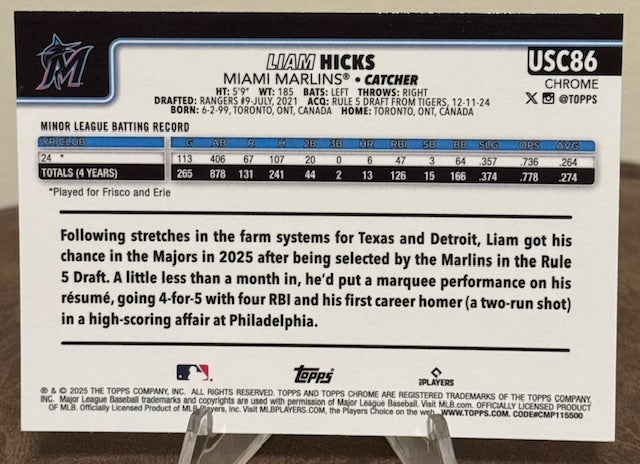 LIAM HICKS
MIAMI MARLINS® • CATCHER
HT: 5'9" WT: 185 BATS: LEFT THROWS: RIGHT
DRAFTED: RANGERS #9-JULY, 2021 ACQ: RULE 5 DRAFT FROM TIGERS, 12-11-24
BORN: 6-2-99, TORONTO, ONT, CANADA HOME: TORONTO, ONT, CANADA
USC86
CHROME
@TOPPS
MINOR LEAGUE BATTING RECORD
YR CLUB G AB R H 2B 3B HR RBI SB BB SLG OPS AVG
24 * 113 406 67 107 20 0 6 47 3 64 .357 .736 .264
TOTALS (4 YEARS) 265 878 131 241 44 2 13 126 15 166 .374 .778 .274
*Played for Frisco and Erie
Following stretches in the farm systems for Texas and Detroit, Liam got his
chance in the Majors in 2025 after being selected by the Marlins in the Rule
5 Draft. A little less than a month in, he'd put a marquee performance on his
résumé, going 4-for-5 with four RBI and his first career homer (a two-run shot)
in a high-scoring affair at Philadelphia.
Topps
PLAYERS
® & © 2025 THE TOPPS COMPANY, INC. ALL RIGHTS RESERVED. TOPPS AND TOPPS CHROME ARE REGISTERED TRADEMARKS OF THE TOPPS COMPANY,
INC. Major League Baseball trademarks and copyrights are used with permission of Major League Baseball. Visit MLB.com. OFFICIALLY LICENSED PRODUCT
OF MLB. Officially Licensed Product of MLB Players, Inc. Visit MLBPLAYERS.COM, the Players Choice on the web. WWW.TOPPS.COM. CODE#CMP115500